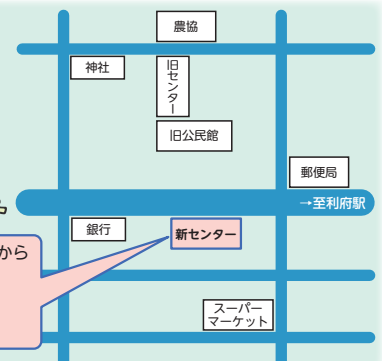 農協
神社
旧センター
旧公民館
郵便局
→至利府駅
銀行
新センター
から
スーパー
マーケット